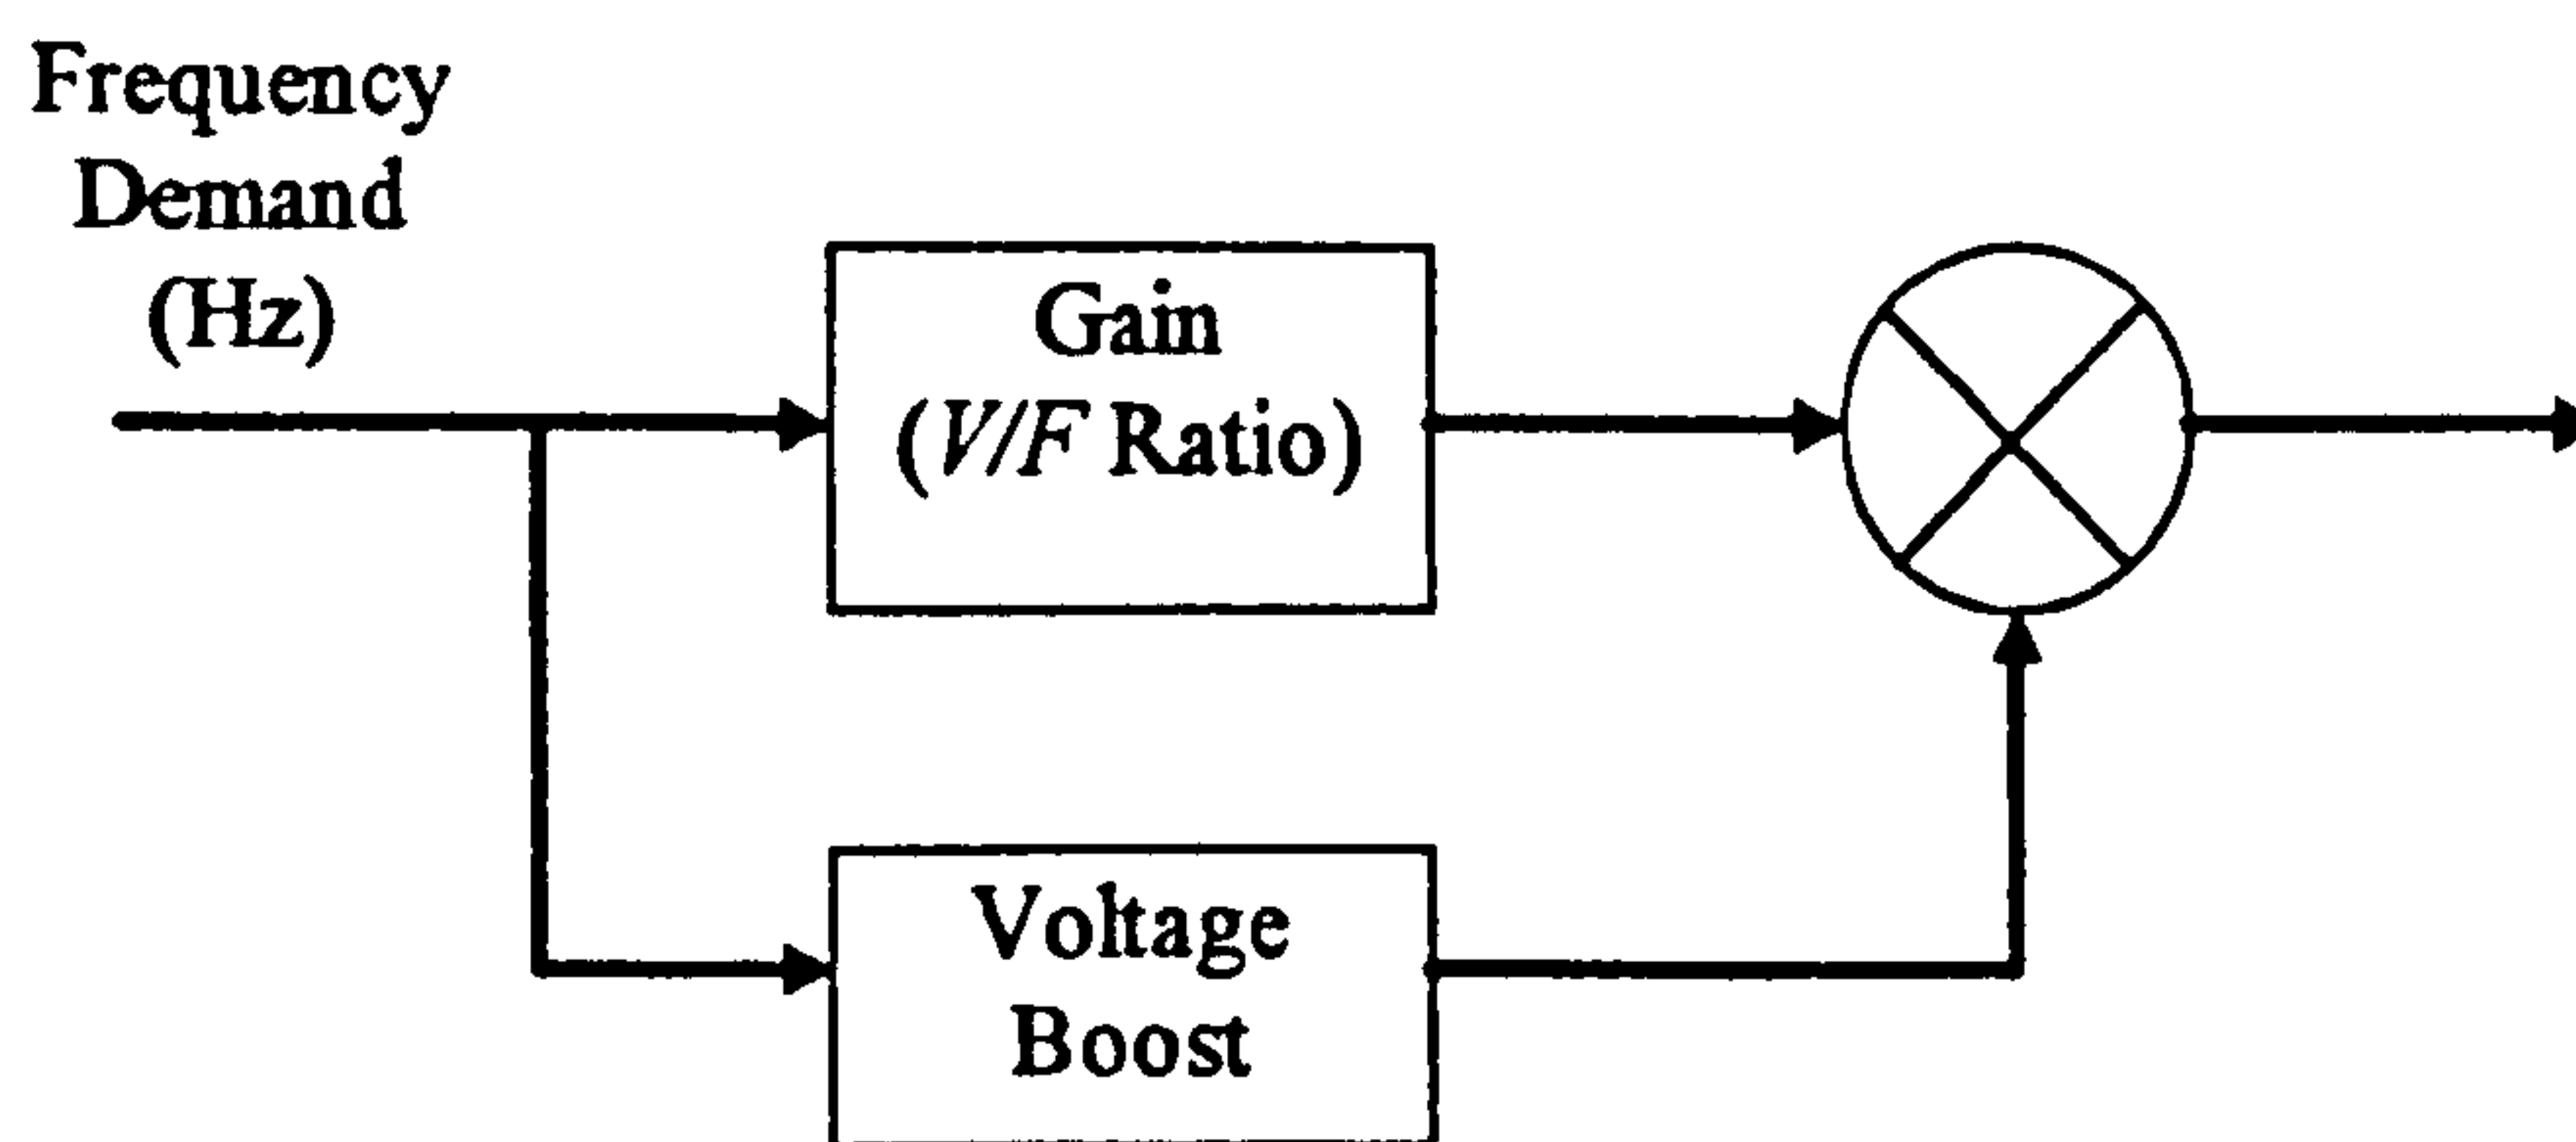 Frequency
Demand
(Hz)
Gain
(V/F Ratio)
Voltage
Boost